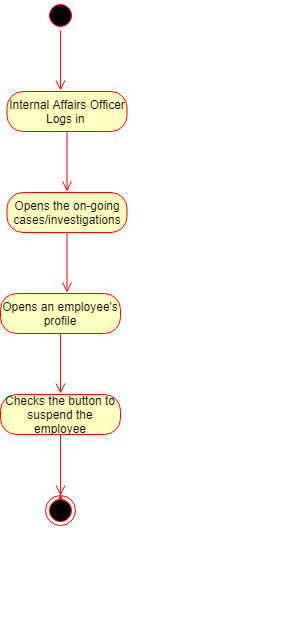 Internal Affairs Officer
Logs in
Opens the on-going
cases/investigations
Opens an employee's
profile
Checks the button to
suspend the
employee